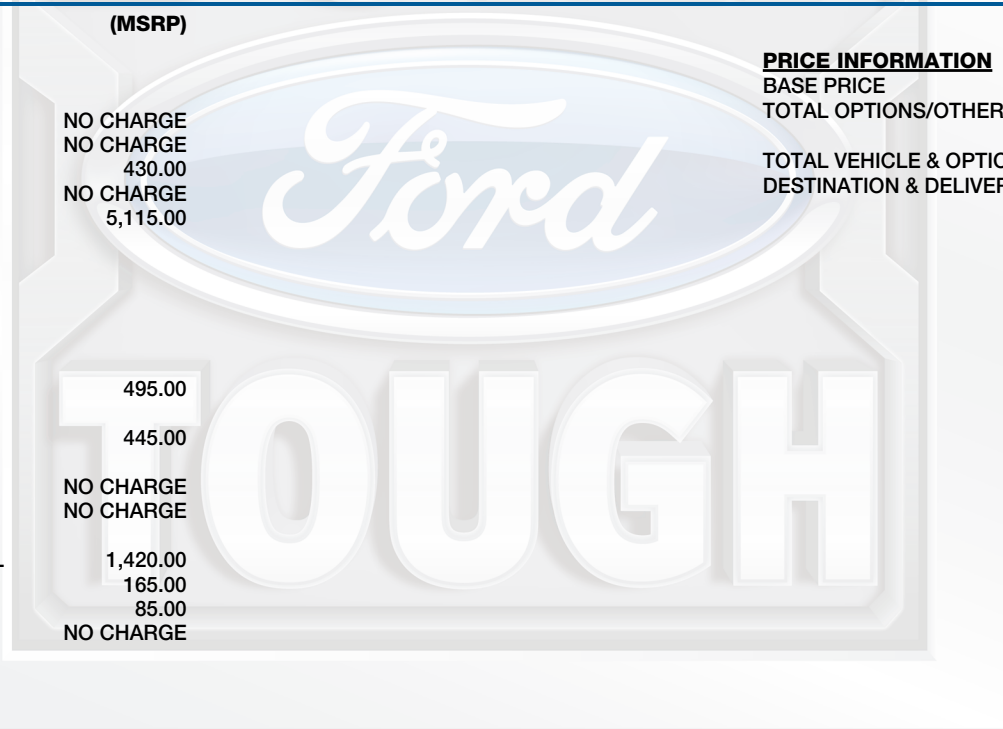 (MSRP)
NO CHARGE
NO CHARGE
430.00
NO CHARGE
5,115.00
495.00
445.00
NO CHARGE
NO CHARGE
1,420.00
165.00
85.00
NO CHARGE
PRICE INFORMATION
BASE PRICE
TOTAL OPTIONS/OTHER
TOTAL VEHICLE & OPTIO
DESTINATION & DELIVER
Ford
TOUGH